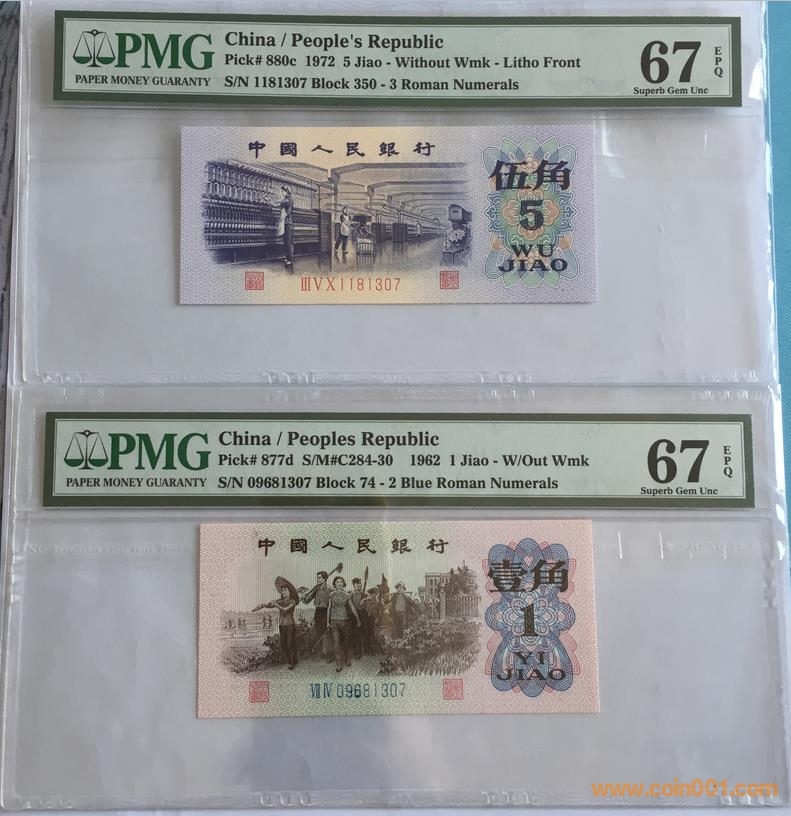 PMG
PAPER MONEY GUARANTY
China / People's Republic
Pick# 880c 1972 5 Jiao - Without Wmk - Litho Front
S/N 1181307 Block 350 - 3 Roman Numerals
67
EPQ
Superb Gem Unc
中國人民銀行
伍角
5
WU
JIAO
III V X 1181307
PMG
PAPER MONEY GUARANTY
China / Peoples Republic
Pick# 877d S/M#C284-30 1962 1 Jiao - W/Out Wmk
S/N 09681307 Block 74 - 2 Blue Roman Numerals
67
EPQ
Superb Gem Unc
中國人民銀行
壹角
1
YI
JIAO
VII IV 09681307
www.coin001.com